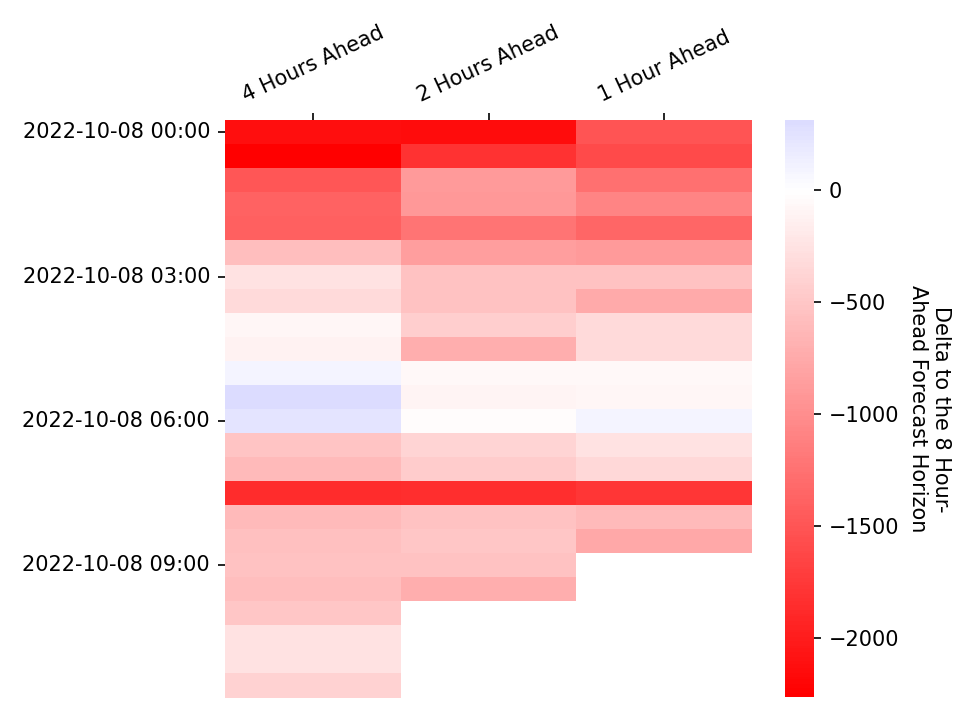 4 Hours Ahead
2 Hours Ahead
1 Hour Ahead
2022-10-08 00:00
2022-10-08 03:00
2022-10-08 06:00
2022-10-08 09:00
0
−500
−1000
−1500
−2000
Delta to the 8 Hour-
Ahead Forecast Horizon